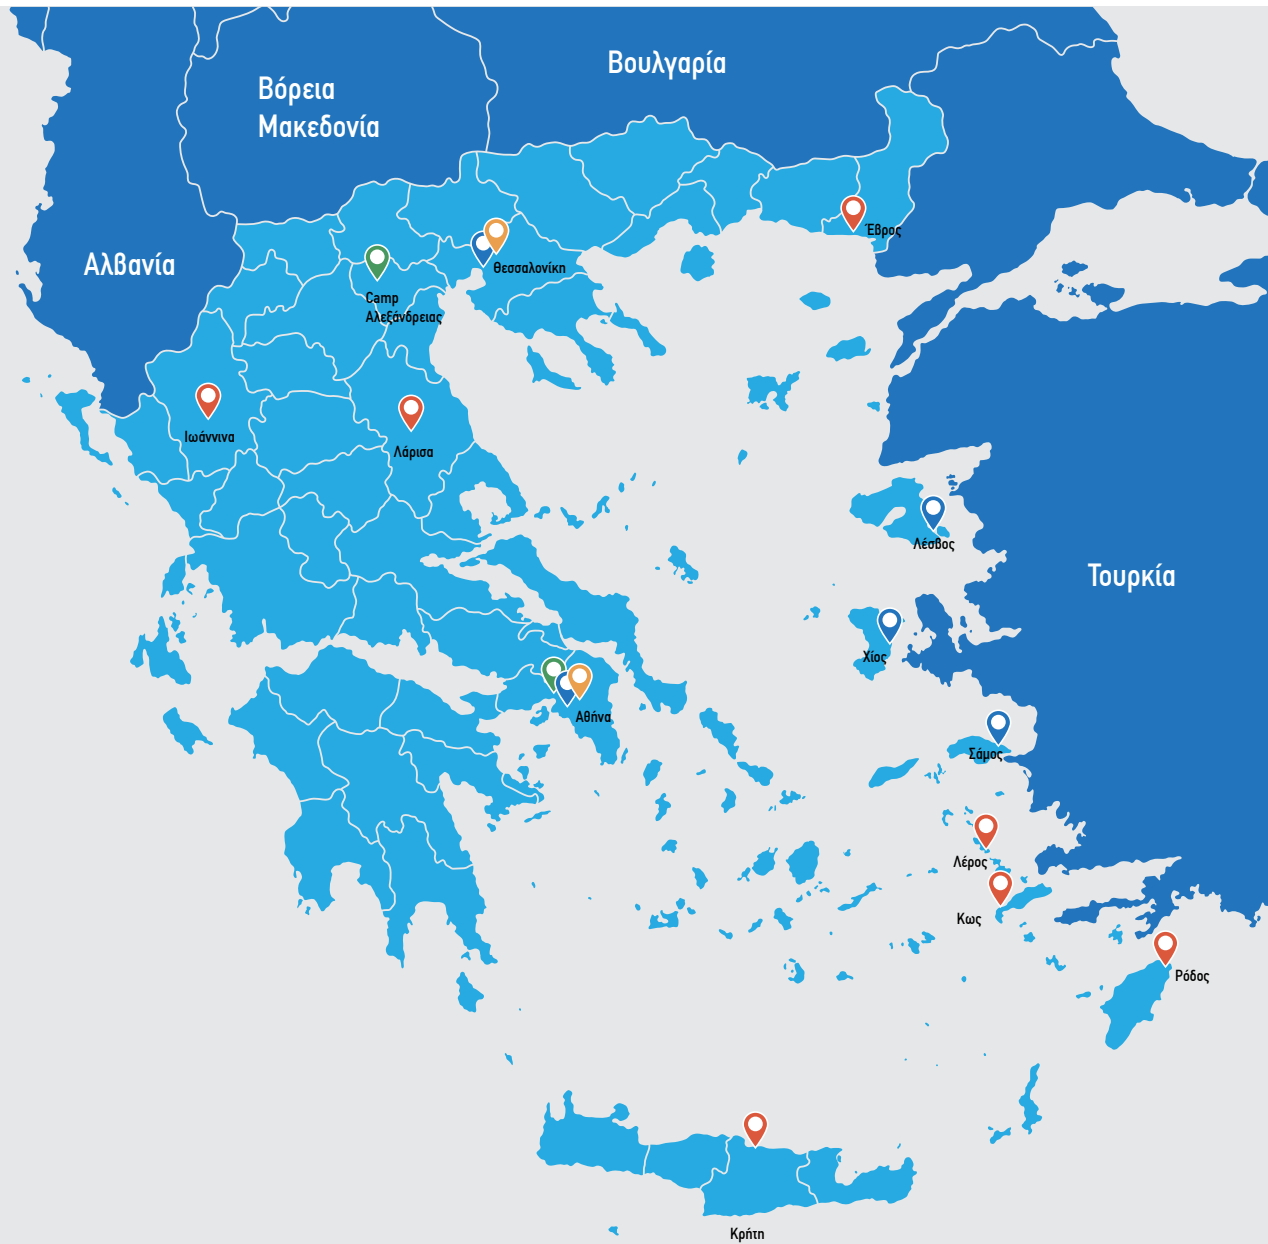 Βουλγαρία
Βόρεια
Μακεδονία
Αλβανία
Έβρος
Θεσσαλονίκη
Camp
Αλεξάνδρειας
Ιωάννινα
Λάρισα
Λέσβος
Τουρκία
Χίος
Αθήνα
Σάμος
Λέρος
Κως
Ρόδος
Κρήτη